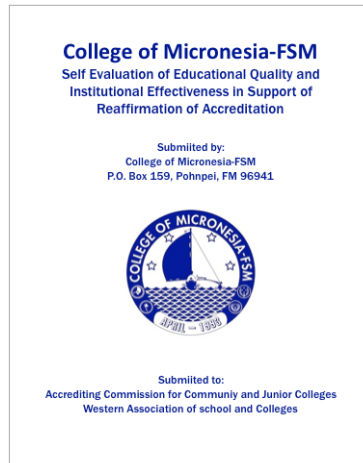 College of Micronesia-FSM
Self Evaluation of Educational Quality and
Institutional Effectiveness in Support of
Reaffirmation of Accreditation
Submiited by:
College of Micronesia-FSM
P.O. Box 159, Pohnpei, FM 96941
COLLEGE OF MICRONESIA-FSM
APRIL - 1993
Submiited to:
Accrediting Commission for Communiy and Junior Colleges
Western Association of school and Colleges